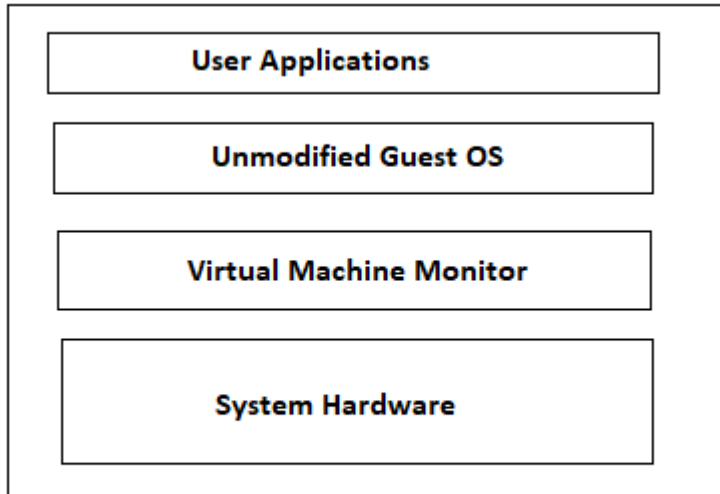 User Applications
Unmodified Guest OS
Virtual Machine Monitor
System Hardware